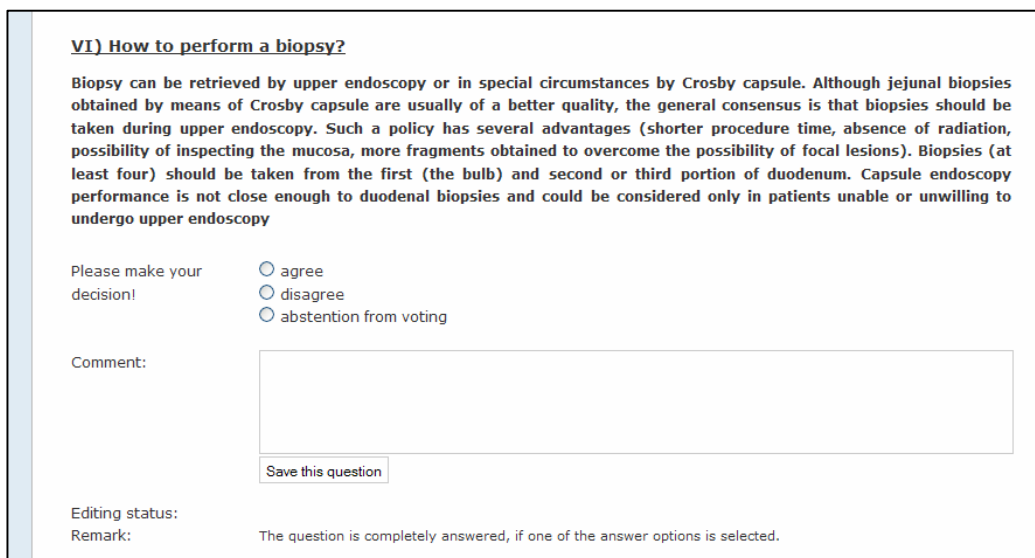 VI) How to perform a biopsy?
Biopsy can be retrieved by upper endoscopy or in special circumstances by Crosby capsule. Although jejunal biopsies
obtained by means of Crosby capsule are usually of a better quality, the general consensus is that biopsies should be
taken during upper endoscopy. Such a policy has several advantages (shorter procedure time, absence of radiation,
possibility of inspecting the mucosa, more fragments obtained to overcome the possibility of focal lesions). Biopsies (at
least four) should be taken from the first (the bulb) and second or third portion of duodenum. Capsule endoscopy
performance is not close enough to duodenal biopsies and could be considered only in patients unable or unwilling to
undergo upper endoscopy
Please make your decision!
agree
disagree
abstention from voting
Comment:
Save this question
Editing status:
Remark: The question is completely answered, if one of the answer options is selected.